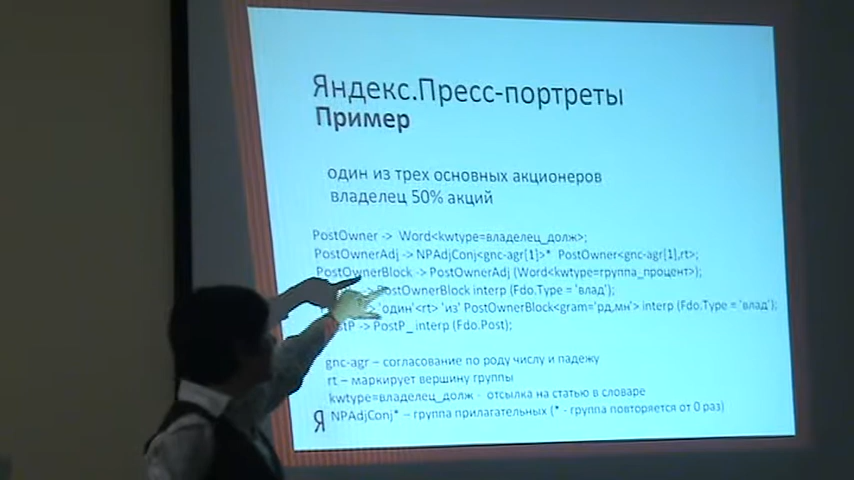 Яндекс.Пресс-портреты
Пример
один из трех основных акционеров
владелец 50% акций
PostOwner -> Word<kwtype=владелец_долж>;
PostOwnerAdj -> NPAdjConj<gnc-agr[1]>* PostOwner<gnc-agr[1],rt>;
PostOwnerBlock -> PostOwnerAdj (Word<kwtype=группа_процент>);
PostOwnerBlock interp (Fdo.Type = 'влад');
'один'<rt> 'из' PostOwnerBlock<gram='рд,мн'> interp (Fdo.Type = 'влад');
-> PostP_ interp (Fdo.Post);
gnc-agr – согласование по роду числу и падежу
rt – маркирует вершину группы
kwtype=владелец_долж - отсылка на статью в словаре
Я NPAdjConj* – группа прилагательных (* - группа повторяется от 0 раз)